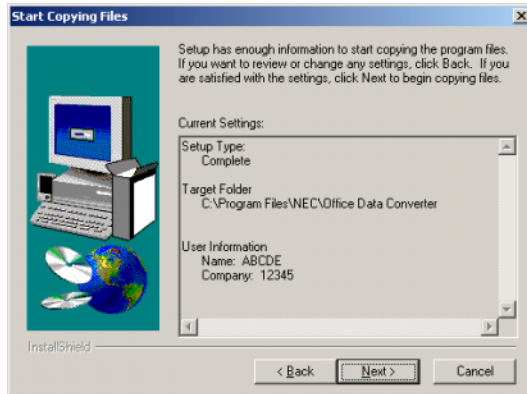 Start Copying Files
Setup has enough information to start copying the program files.
If you want to review or change any settings, click Back. If you
are satisfied with the settings, click Next to begin copying files.
Current Settings:
Setup Type:
Complete
Target Folder
C:\Program Files\NEC\Office Data Converter
User Information
Name: ABCDE
Company: 12345
InstallShield
< Back
Next >
Cancel